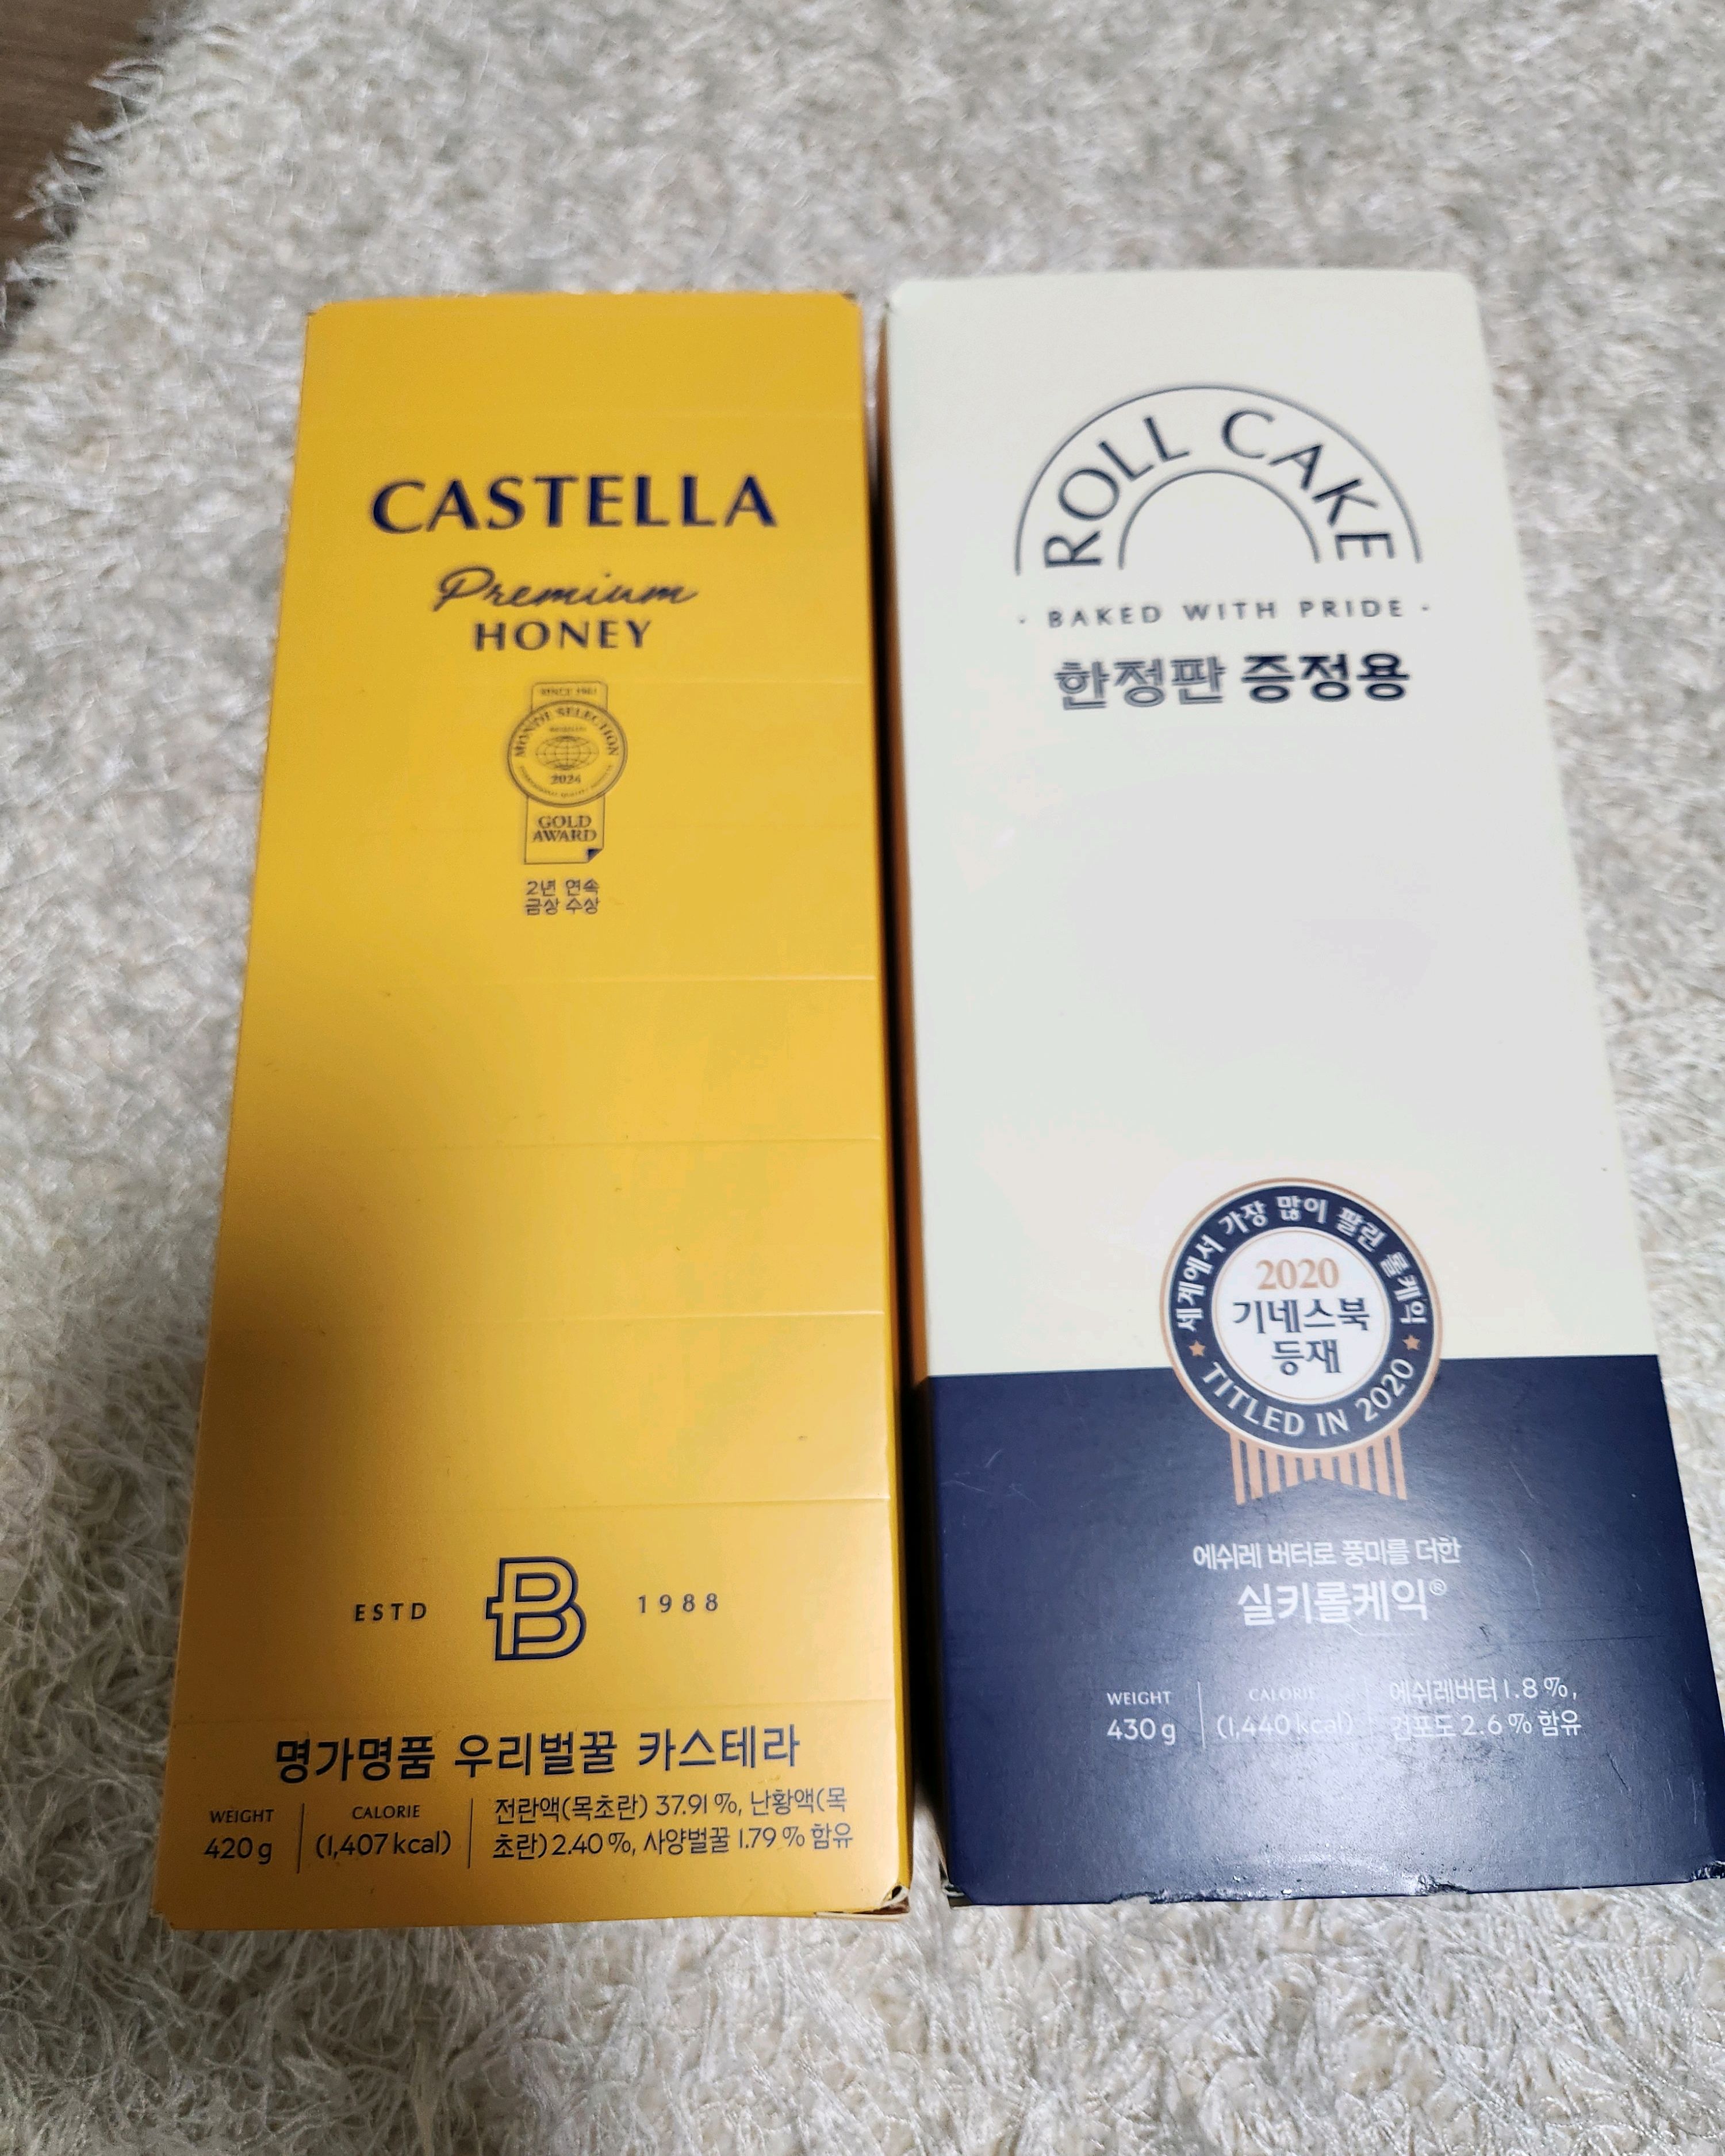 CASTELLA
Premium
HONEY
SINCE 1961
MONDE SELECTION
2024
GOLD
AWARD
2년 연속
금상 수상
ESTD B 1988
명가명품 우리벌꿀 카스테라
WEIGHT
420g
CALORIE
(1,407 kcal)
전란액(목초란) 37.91 %, 난황액(목
초란) 2.40 %, 사양벌꿀 1.79 % 함유
ROLL CAKE
· BAKED WITH PRIDE ·
한정판 증정용
세계에서 가장 많이 팔린 롤케익
2020
기네스북
등재
TITLED IN 2020
에쉬레 버터로 풍미를 더한
실키롤케익®
WEIGHT
430g
CALORIE
(1,440 kcal)
에쉬레버터 1.8 %,
건포도 2.6 % 함유